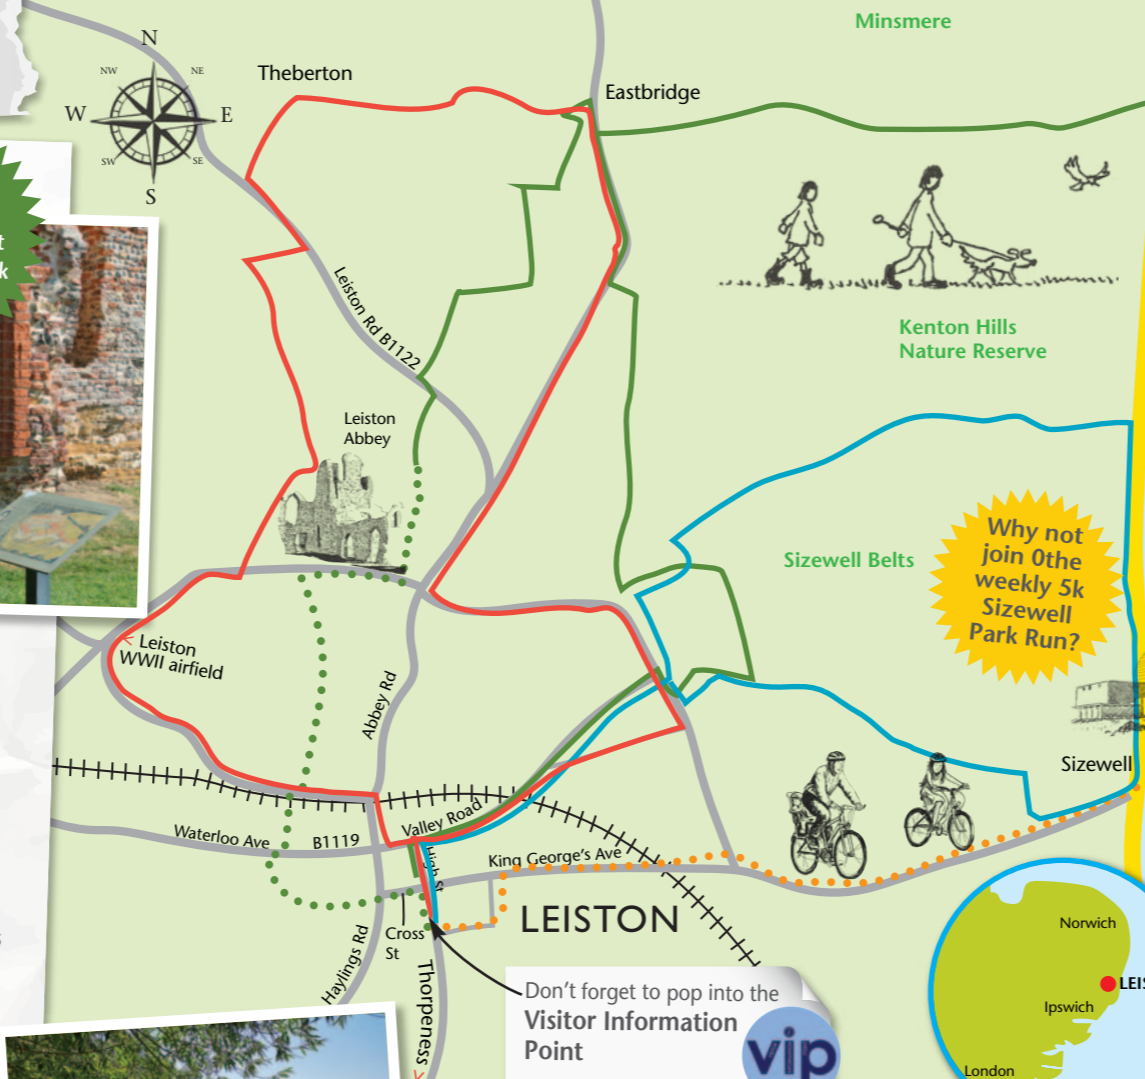 Minsmere
N
NW
NE
W
E
SW
SE
S
Theberton
Eastbridge
t
k
Leiston Rd B1122
Kenton Hills
Nature Reserve
Leiston
Abbey
Sizewell Belts
Why not
join 0the
weekly 5k
Sizewell
Park Run?
Leiston
WWII airfield
Abbey Rd
Sizewell
Valley Road
Waterloo Ave
B1119
High St
King George's Ave
LEISTON
Cross
St
Haylings Rd
Thorpeness
Don't forget to pop into the
Visitor Information
Point
vip
Norwich
LEIS
Ipswich
London